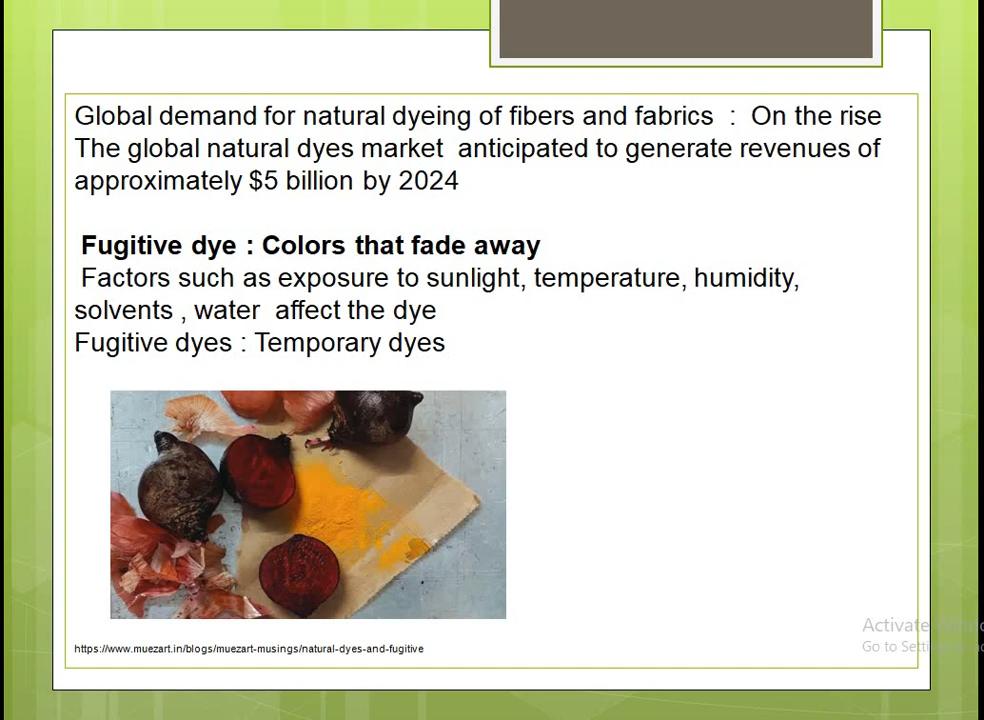 Global demand for natural dyeing of fibers and fabrics : On the rise
The global natural dyes market anticipated to generate revenues of
approximately $5 billion by 2024
Fugitive dye : Colors that fade away
Factors such as exposure to sunlight, temperature, humidity,
solvents , water affect the dye
Fugitive dyes : Temporary dyes
https://www.muezart.in/blogs/muezart-musings/natural-dyes-and-fugitive
Activate
Go to